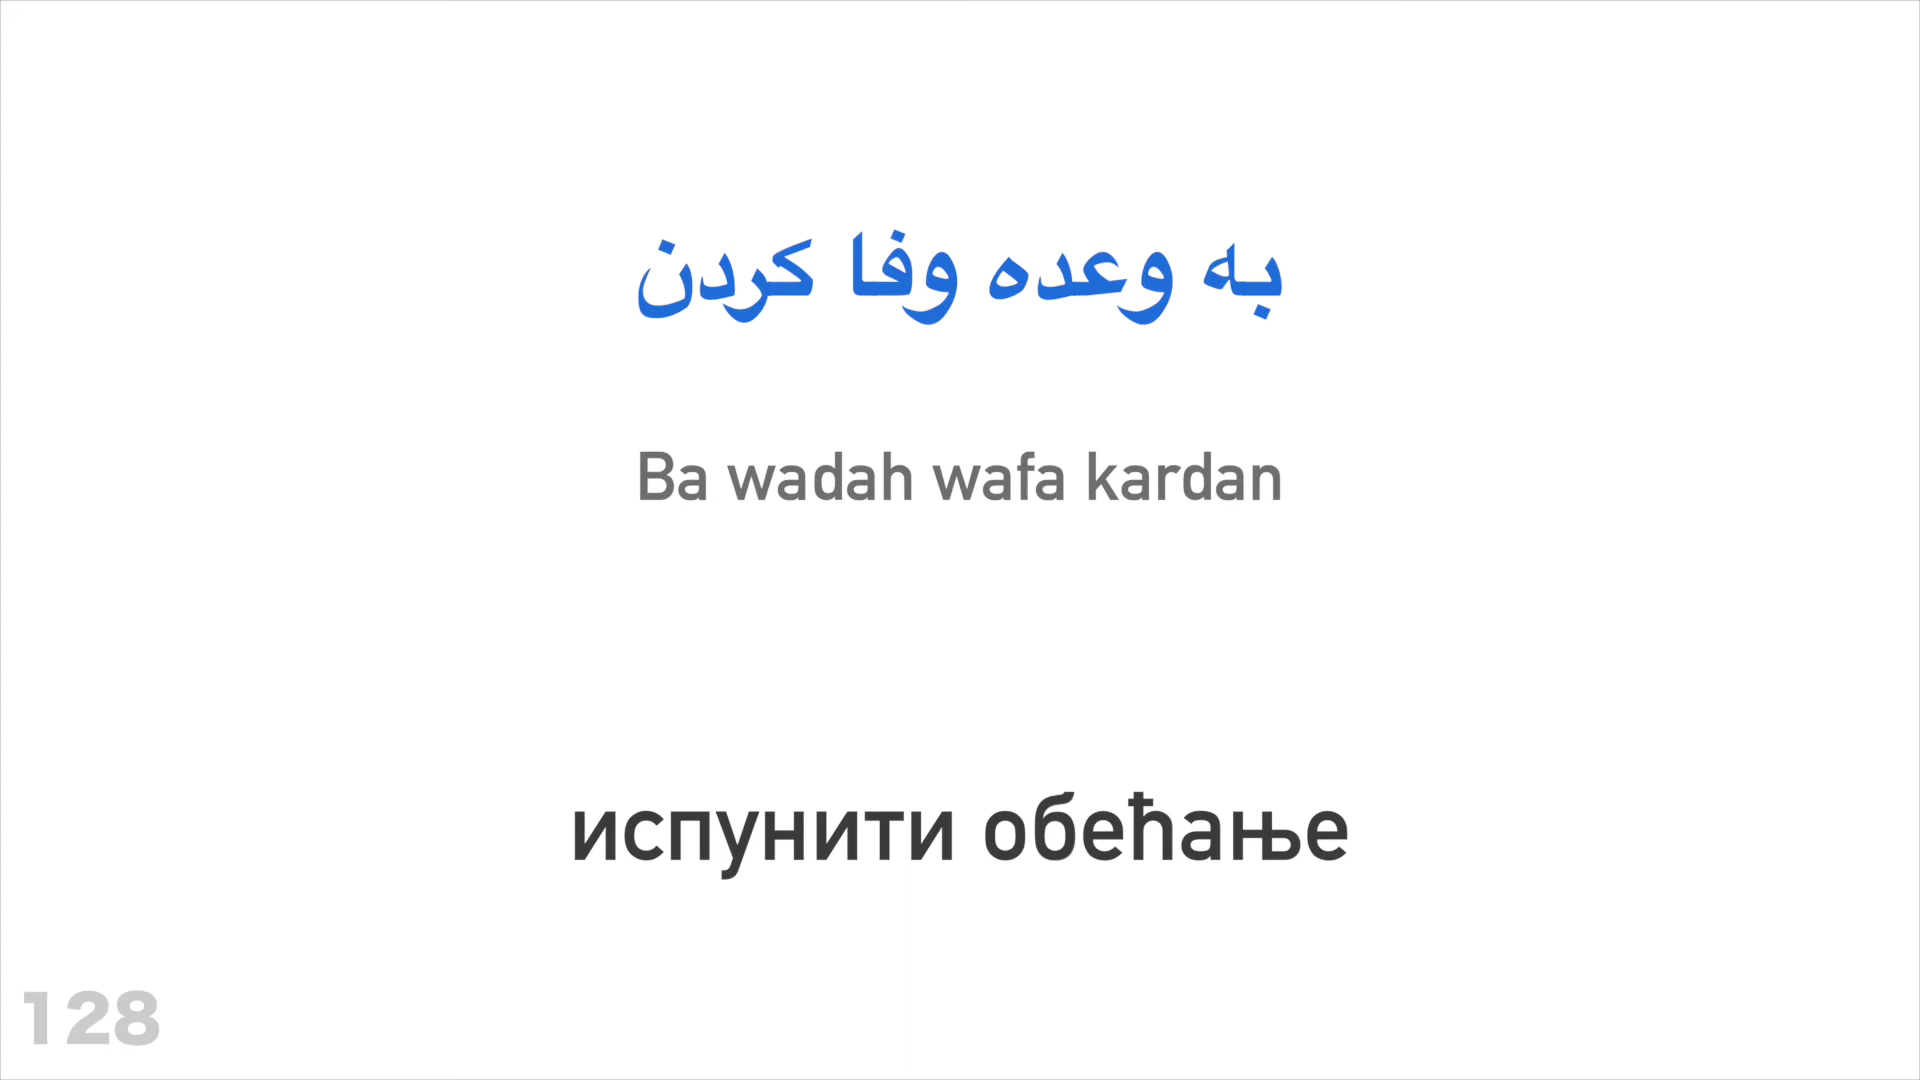 به وعده وفا کردن
Ba wadah wafa kardan
испунити обећање
128